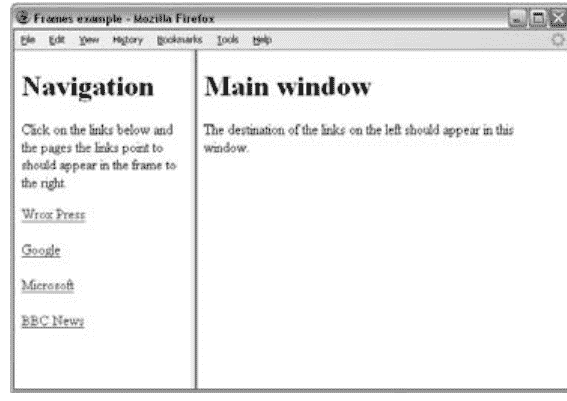 Frames example - Mozilla Firefox
File Edit View History Bookmarks Tools Help
Navigation
Click on the links below and
the pages the links point to
should appear in the frame to
the right.
Wrox Press
Google
Microsoft
BBC News
Main window
The destination of the links on the left should appear in this
window.